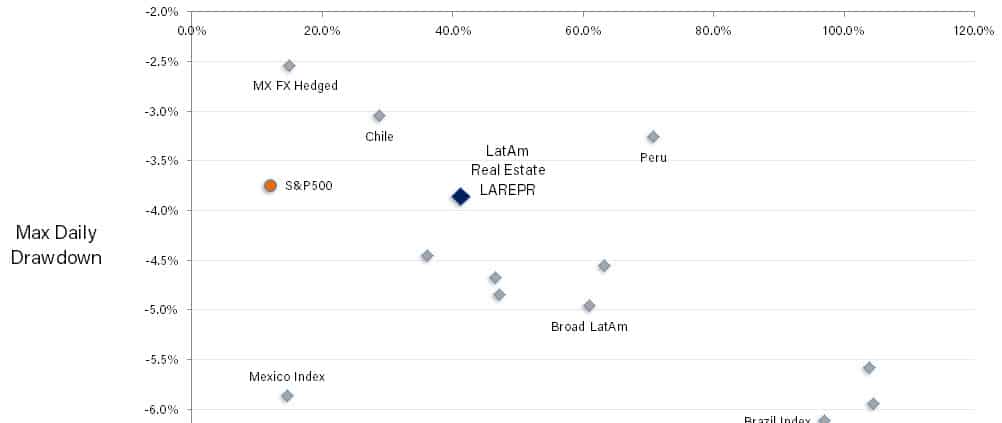 -2.0%
0.0%
20.0%
40.0%
60.0%
80.0%
100.0%
120.0%
-2.5%
MX FX Hedged
-3.0%
Chile
LatAm
Real Estate
LAREPR
Peru
-3.5%
S&P500
-4.0%
Max Daily
Drawdown
-4.5%
-5.0%
Broad LatAm
-5.5%
Mexico Index
-6.0%
Brazil Index